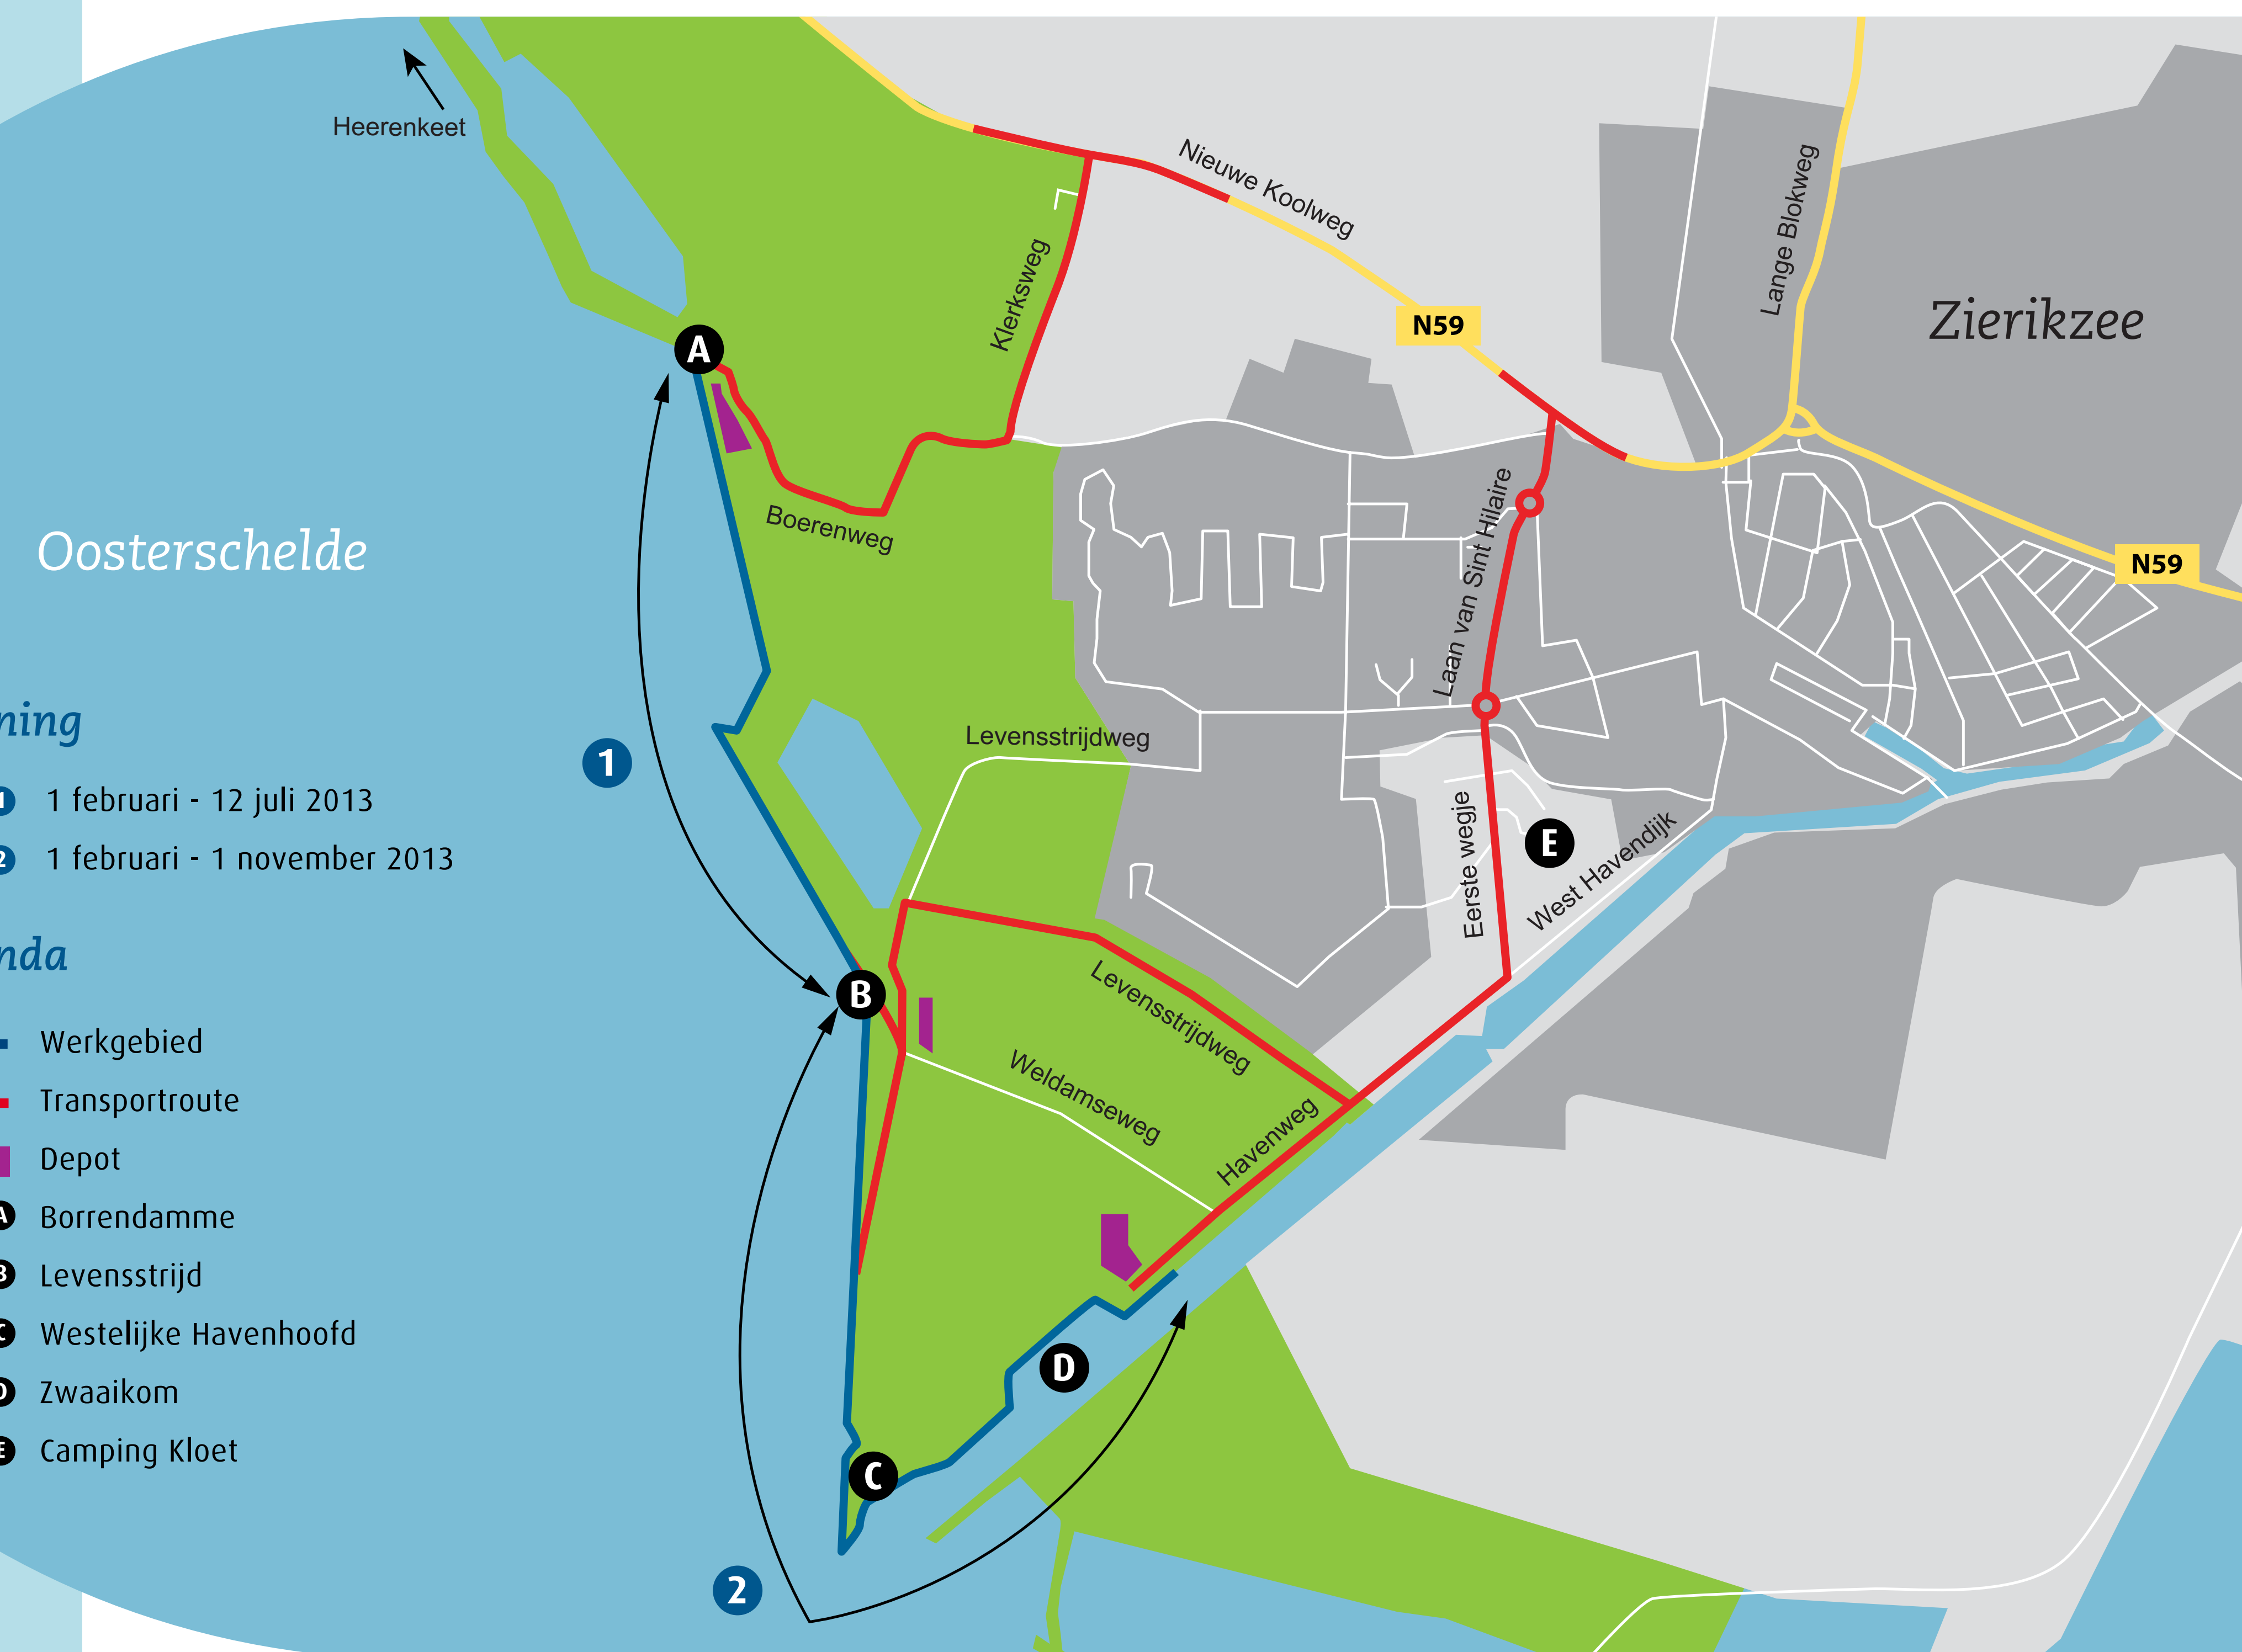 Heerenkeet
Nieuwe Koolweg
Lange Blokweg
Klerksweg
N59
Zierikzee
A
Boerenweg
Laan van Sint Hilaire
N59
Oosterschelde
Levensstrijdweg
1
Eerste wegje
E
West Havendijk
ning
1 1 februari - 12 juli 2013
2 1 februari - 1 november 2013
nda
Werkgebied
Transportroute
Depot
A Borrendamme
B Levensstrijd
C Westelijke Havenhoofd
D Zwaaikom
E Camping Kloet
B
Levensstrijdweg
Weldamseweg
Havenweg
D
C
2